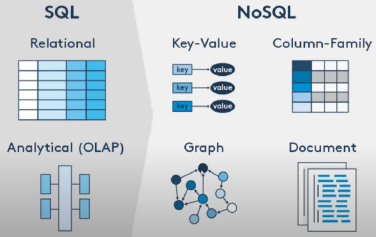 SQL
NoSQL
Relational
Key-Value
Column-Family
key value
key value
key value
Analytical (OLAP)
Graph
Document